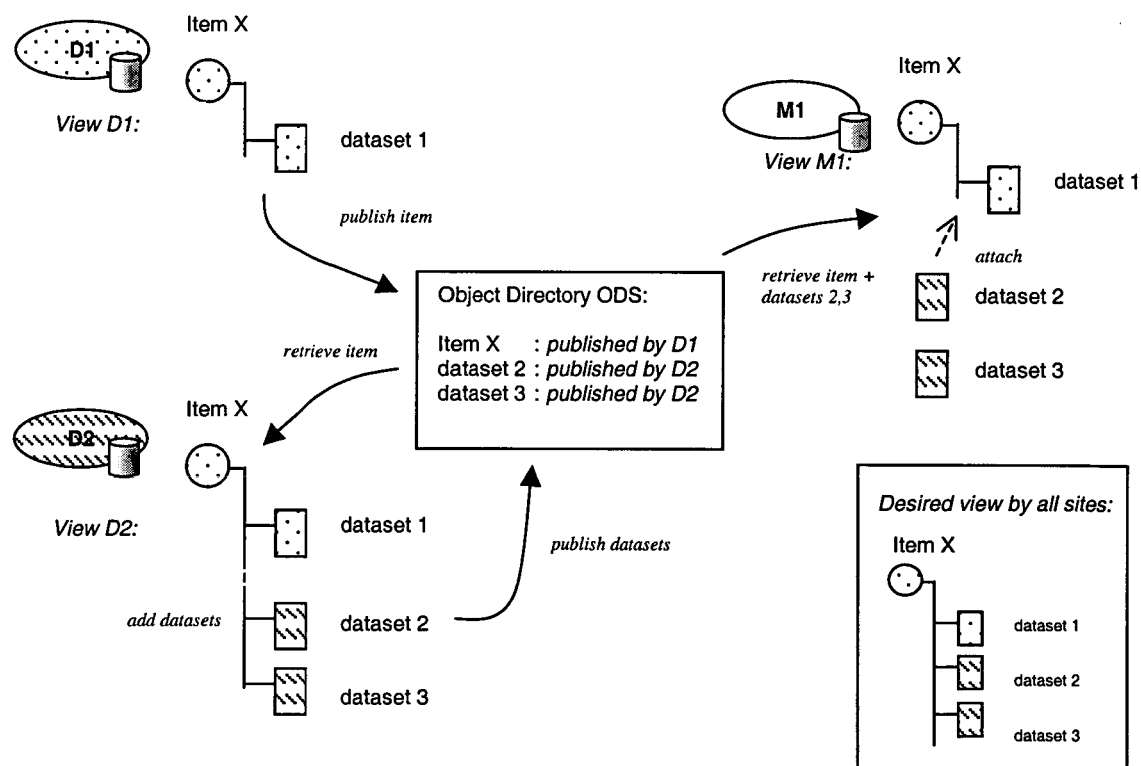 Item X
D1
View D1:
dataset 1
publish item
Item X
M1
View M1:
dataset 1
attach
retrieve item +
datasets 2,3
dataset 2
dataset 3
Object Directory ODS:
Item X : published by D1
dataset 2 : published by D2
dataset 3 : published by D2
retrieve item
Item X
D2
View D2:
dataset 1
publish datasets
add datasets
dataset 2
dataset 3
Desired view by all sites:
Item X
dataset 1
dataset 2
dataset 3